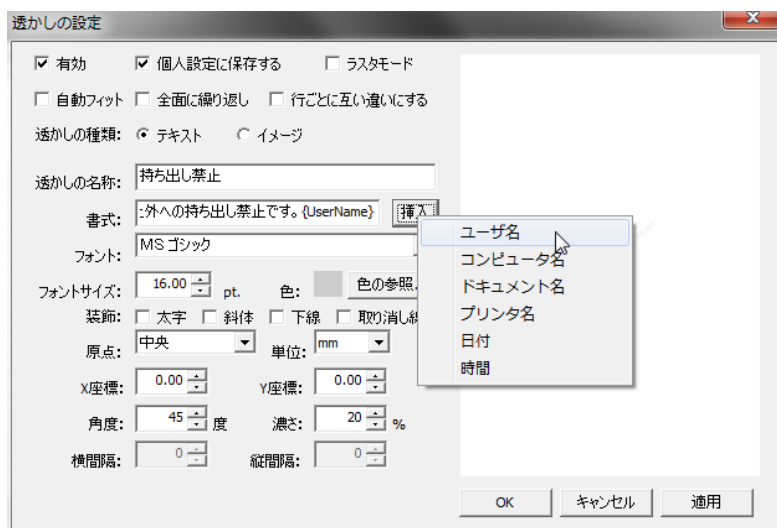 透かしの設定
有効 個人設定に保存する ラスタモード
自動フィット 全面に繰り返し 行ごとに互い違いにする
透かしの種類: テキスト イメージ
透かしの名称: 持ち出し禁止
書式: 外への持ち出し禁止です。{UserName} 挿入
フォント: MS ゴシック
フォントサイズ: 16.00 pt. 色: 色の参照
装飾: 太字 斜体 下線 取り消し
原点: 中央 単位: mm
X座標: 0.00 Y座標: 0.00
角度: 45 度 濃さ: 20 %
横間隔: 0 縦間隔: 0
ユーザ名
コンピュータ名
ドキュメント名
プリンタ名
日付
時間
OK キャンセル 適用